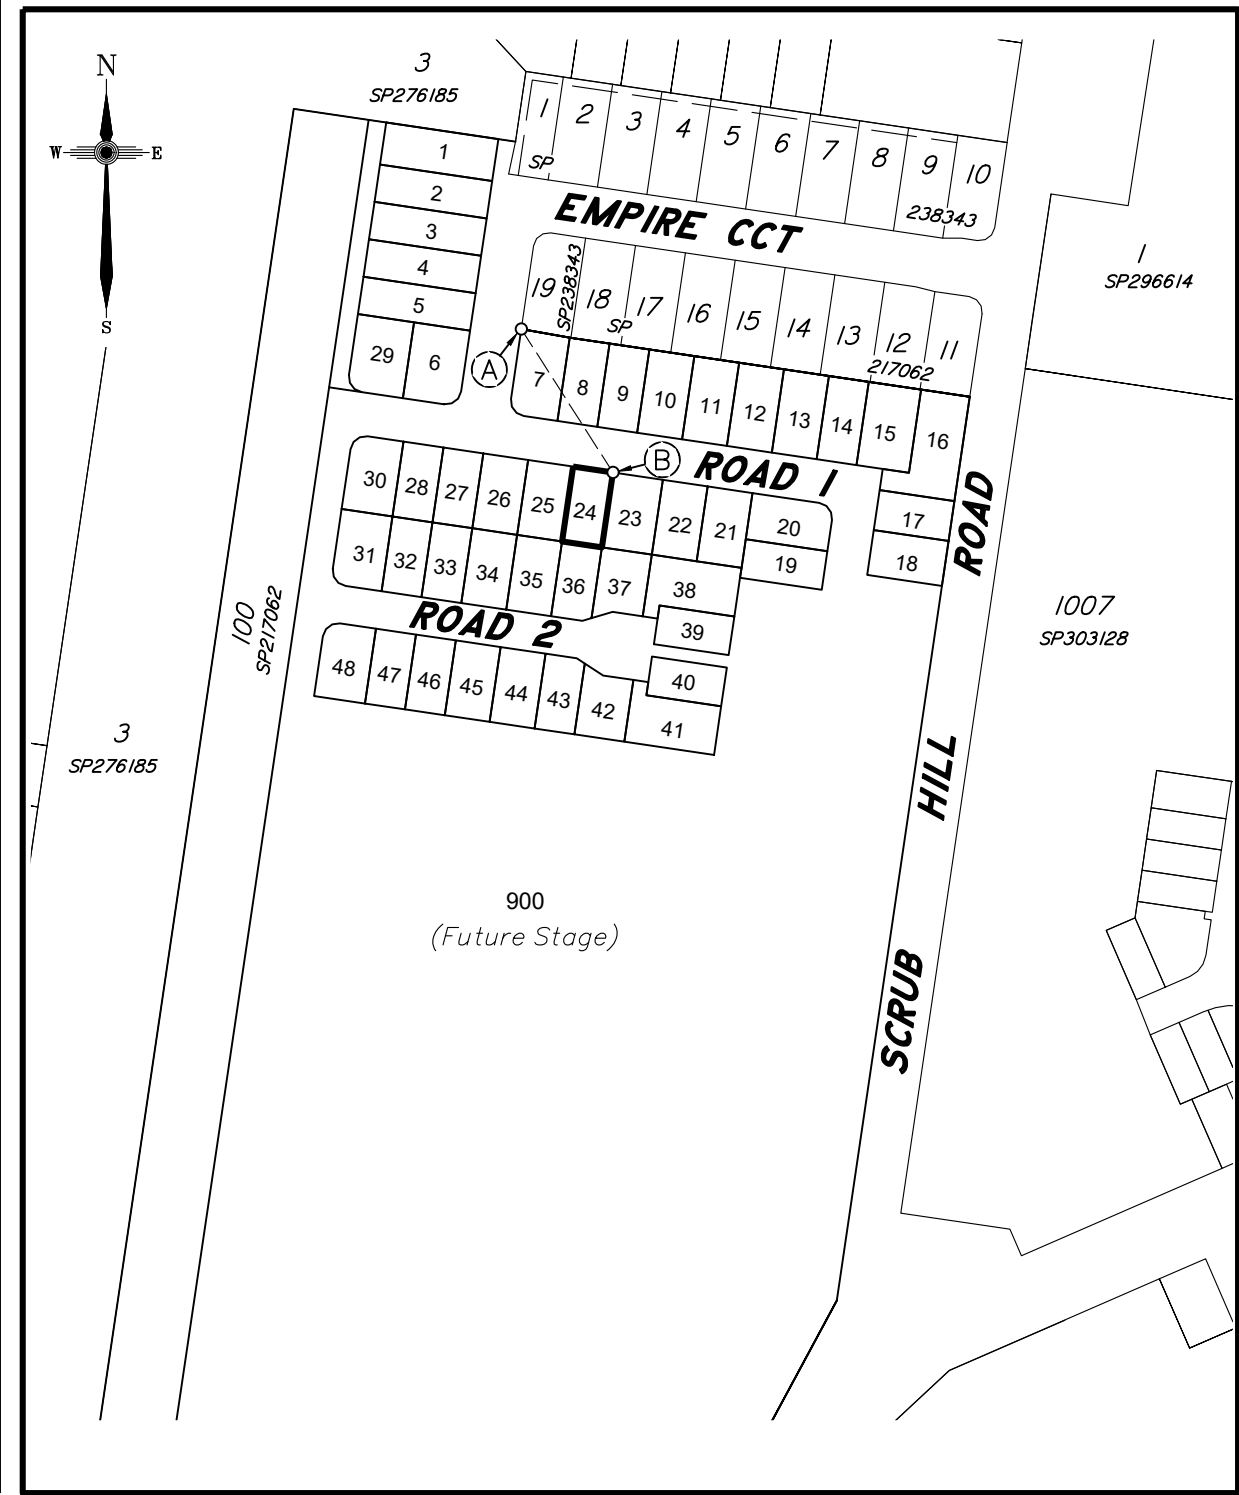 N
W E
S
3
SP276185
1 2 3 4 5 6 7 8 9 10
SP
238343
EMPIRE CCT
1
SP296614
1
2
3
4
5
29 6
19 18 17 16 15 14 13 12 11
SP238343
SP
217062
A
7 8 9 10 11 12 13 14 15 16
B
ROAD 1
30 28 27 26 25 24 23 22 21 20
19
17
18
31 32 33 34 35 36 37 38
39
ROAD 2
48 47 46 45 44 43 42 40
41
100
SP217062
3
SP276185
1007
SP303128
SCRUB HILL ROAD
900
(Future Stage)